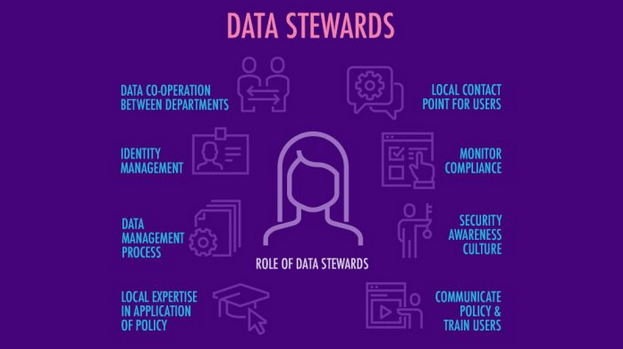 DATA STEWARDS
DATA CO-OPERATION
BETWEEN DEPARTMENTS
IDENTITY
MANAGEMENT
DATA
MANAGEMENT
PROCESS
LOCAL EXPERTISE
IN APPLICATION
OF POLICY
ROLE OF DATA STEWARDS
LOCAL CONTACT
POINT FOR USERS
MONITOR
COMPLIANCE
SECURITY
AWARENESS
CULTURE
COMMUNICATE
POLICY &
TRAIN USERS